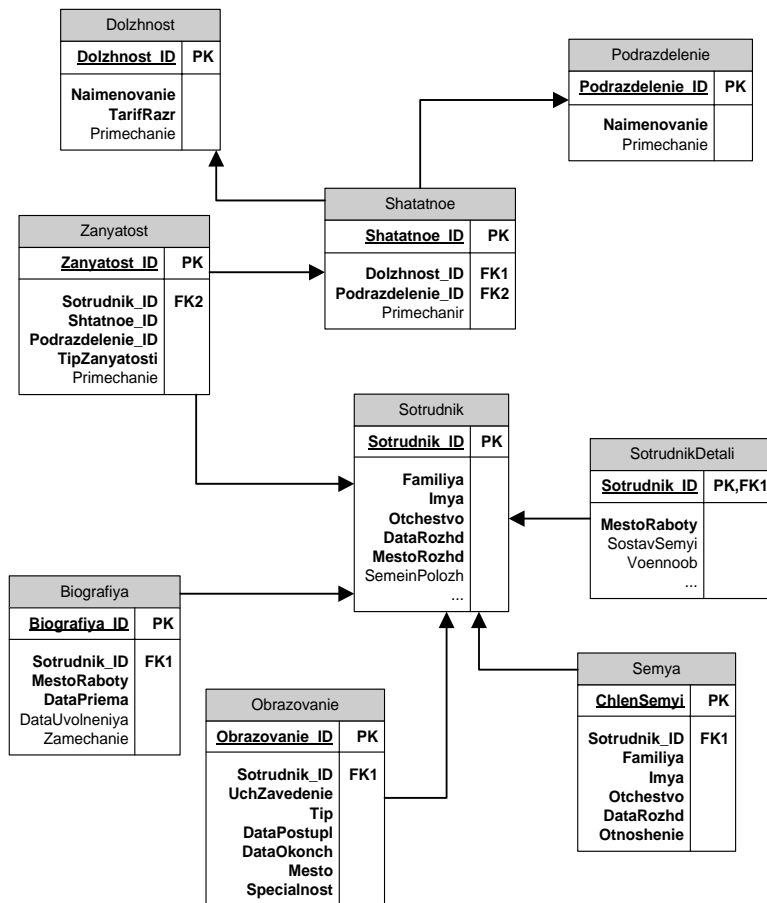 Dolzhnost
Dolzhnost_ID PK
Naimenovanie
TarifRazr
Primechanie
Podrazdelenie
Podrazdelenie_ID PK
Naimenovanie
Primechanie
Shatatnoe
Shatatnoe_ID PK
Dolzhnost_ID FK1
Podrazdelenie_ID FK2
Primechanir
Zanyatost
Zanyatost_ID PK
Sotrudnik_ID FK2
Shtatnoe_ID
Podrazdelenie_ID
TipZanyatosti
Primechanie
Sotrudnik
Sotrudnik_ID PK
Familiya
Imya
Otchestvo
DataRozhd
MestoRozhd
SemeinPolozh
...
SotrudnikDetali
Sotrudnik_ID PK,FK1
MestoRaboty
SostavSemyi
Voennoob
...
Biografiya
Biografiya_ID PK
Sotrudnik_ID FK1
MestoRaboty
DataPriema
DataUvolneniya
Zamechanie
Obrazovanie
Obrazovanie_ID PK
Sotrudnik_ID FK1
UchZavedenie
Tip
DataPostupl
DataOkonch
Mesto
Specialnost
Semya
ChlenSemyi PK
Sotrudnik_ID FK1
Familiya
Imya
Otchestvo
DataRozhd
Otnoshenie